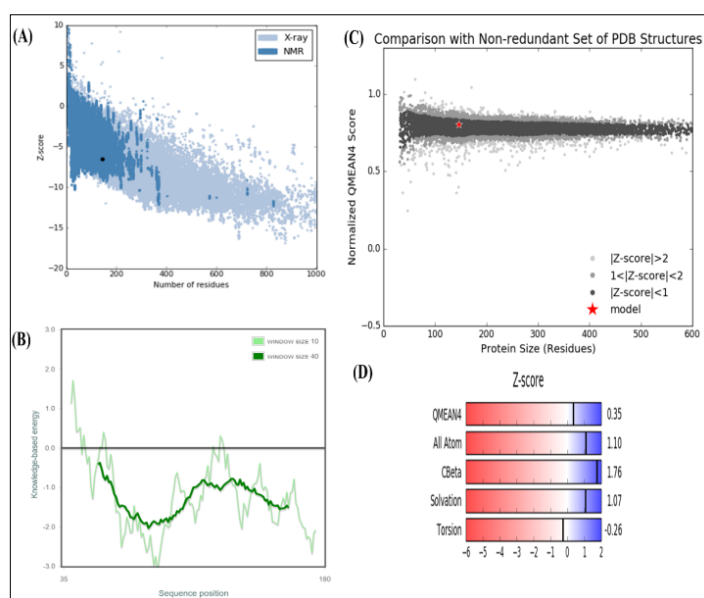 (A)
X-ray
NMR
10
5
0
−5
−10
−15
−20
Z-score
0
200
400
600
800
1000
Number of residues
(B)
WINDOW SIZE 10
WINDOW SIZE 40
3.0
2.0
1.0
0.0
-1.0
-2.0
-3.0
Knowledge-based energy
35
180
Sequence position
(C)
Comparison with Non-redundant Set of PDB Structures
1.0
0.5
0.0
−0.5
Normalized QMEAN4 Score
|Z-score|>2
1<|Z-score|<2
|Z-score|<1
model
0
100
200
300
400
500
600
Protein Size (Residues)
(D)
Z-score
QMEAN4
0.35
All Atom
1.10
CBeta
1.76
Solvation
1.07
Torsion
-0.26
−6 −5 −4 −3 −2 −1 0 1 2